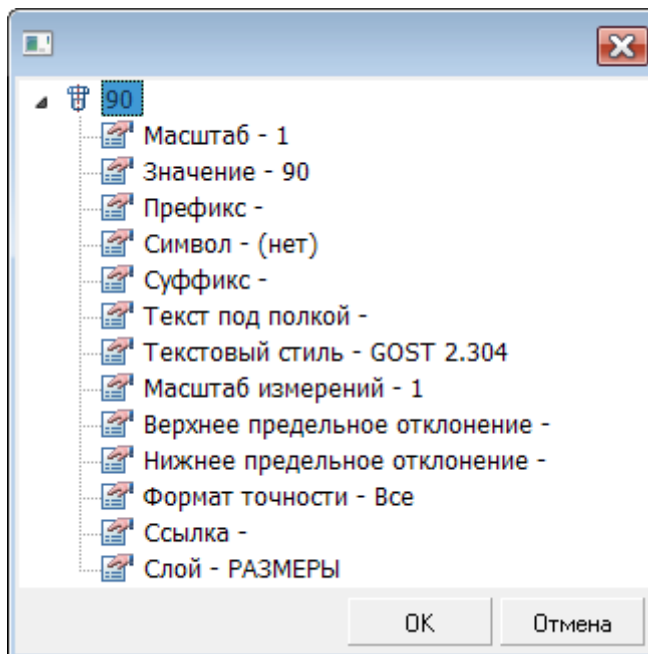 90
Масштаб - 1
Значение - 90
Префикс -
Символ - (нет)
Суффикс -
Текст под полкой -
Текстовый стиль - GOST 2.304
Масштаб измерений - 1
Верхнее предельное отклонение -
Нижнее предельное отклонение -
Формат точности - Все
Ссылка -
Слой - РАЗМЕРЫ
OK Отмена